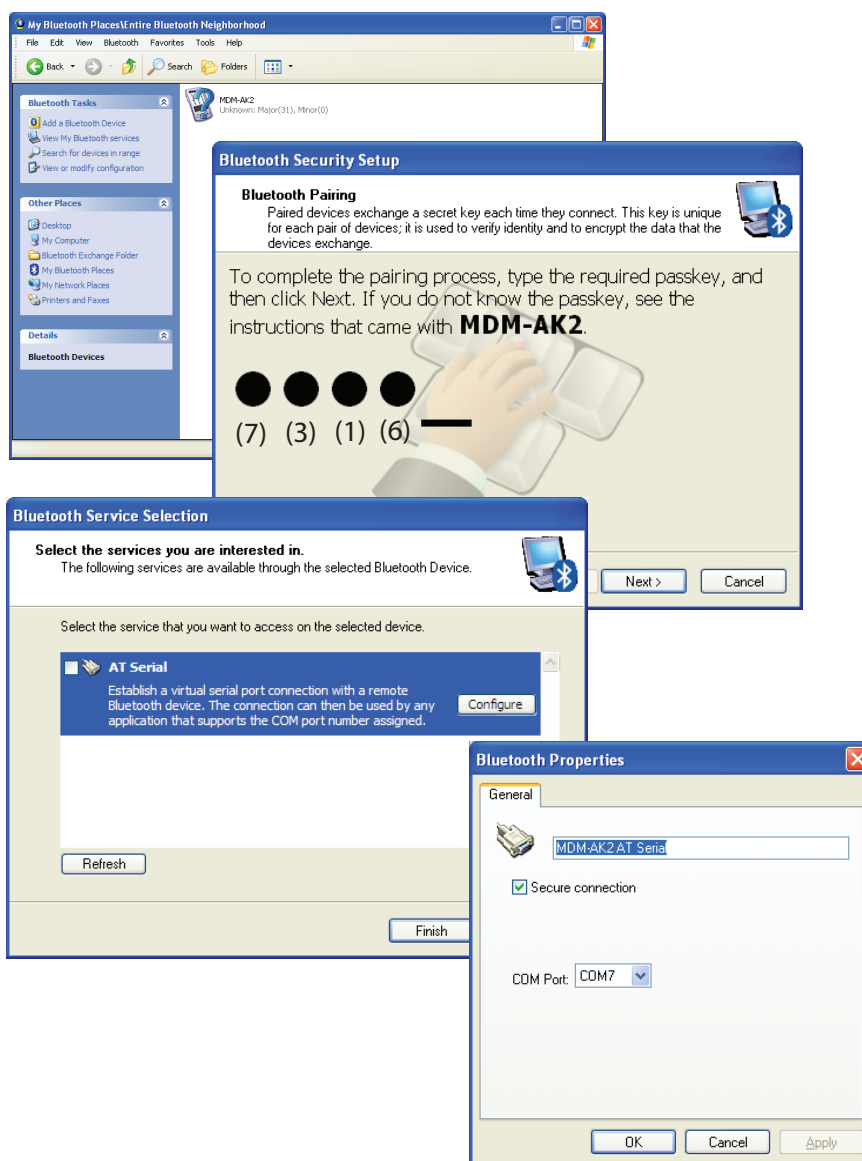 My Bluetooth Places\Entire Bluetooth Neighborhood
File Edit View Bluetooth Favorites Tools Help
Back Search Folders
Bluetooth Tasks
Add a Bluetooth Device
View My Bluetooth services
Search for devices in range
View or modify configuration
Other Places
Desktop
My Computer
Bluetooth Exchange Folder
My Bluetooth Places
My Network Places
Printers and Faxes
Details
Bluetooth Devices
MDM-AK2
Unknown: Major(31), Minor(0)
Bluetooth Security Setup
Bluetooth Pairing
Paired devices exchange a secret key each time they connect. This key is unique
for each pair of devices; it is used to verify identity and to encrypt the data that the
devices exchange.
To complete the pairing process, type the required passkey, and
then click Next. If you do not know the passkey, see the
instructions that came with MDM-AK2.
(7) (3) (1) (6)
Next > Cancel
Bluetooth Service Selection
Select the services you are interested in.
The following services are available through the selected Bluetooth Device.
Select the service that you want to access on the selected device.
AT Serial
Establish a virtual serial port connection with a remote
Bluetooth device. The connection can then be used by any
application that supports the COM port number assigned.
Configure
Refresh
Finish
Bluetooth Properties
General
MDM-AK2 AT Serial
Secure connection
COM Port: COM7
OK Cancel Apply